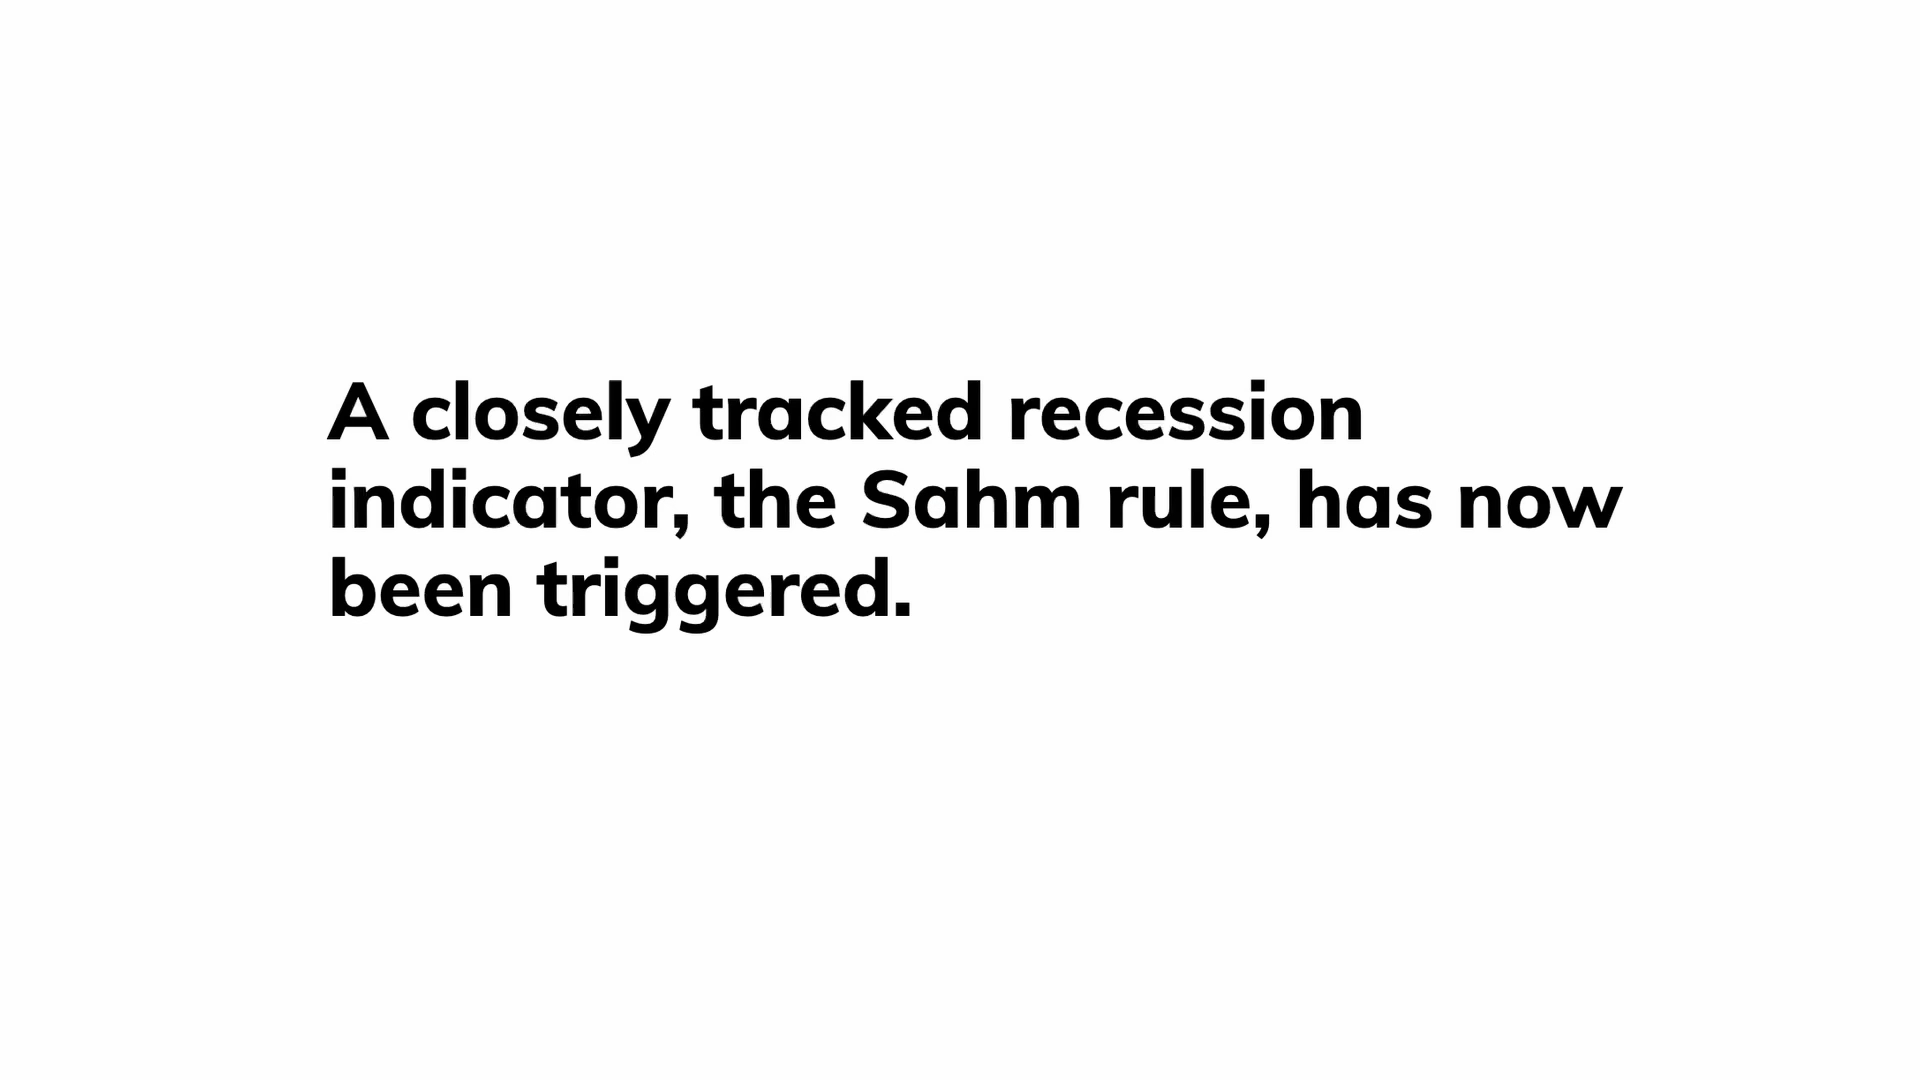 A closely tracked recession
indicator, the Sahm rule, has now
been triggered.